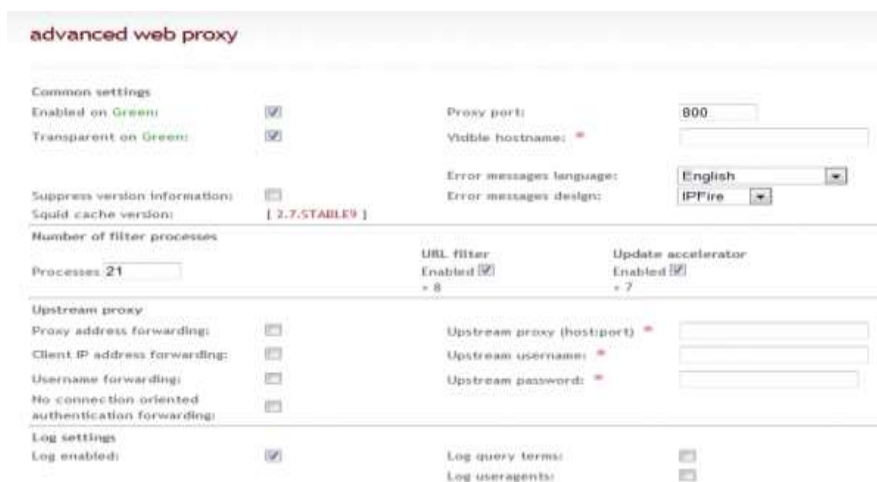 advanced web proxy
Common settings
Enabled on Green:
Proxy port: 800
Transparent on Green:
Visible hostname: *
Error messages language: English
Suppress version information:
Error messages design: IPFire
Squid cache version: [ 2.7.STABLE9 ]
Number of filter processes
URL filter Update accelerator
Processes 21 Enabled Enabled
+ 8 + 7
Upstream proxy
Proxy address forwarding: Upstream proxy (host:port) *
Client IP address forwarding: Upstream username: *
Username forwarding: Upstream password: *
No connection oriented
authentication forwarding:
Log settings
Log enabled: Log query terms:
Log useragents: